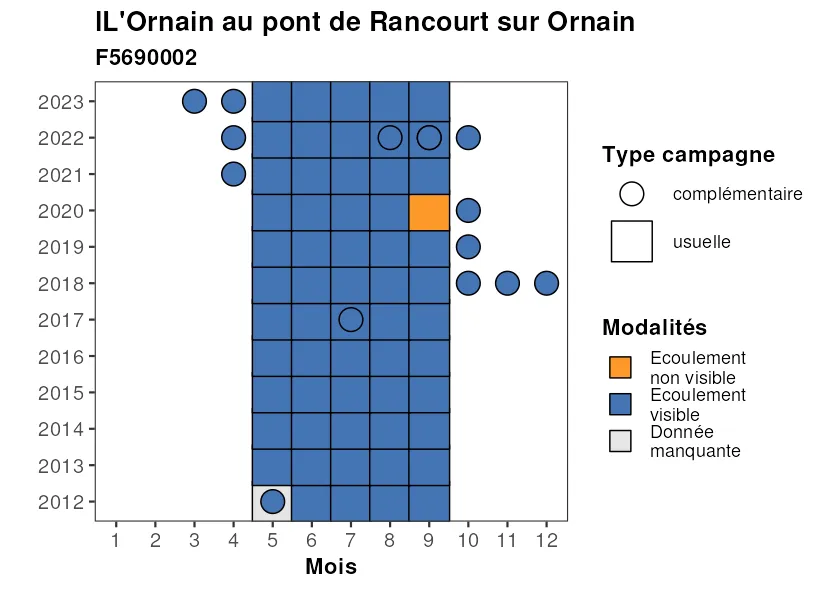 IL'Ornain au pont de Rancourt sur Ornain
F5690002
2023
2022
2021
2020
2019
2018
2017
2016
2015
2014
2013
2012
1 2 3 4 5 6 7 8 9 10 11 12
Mois
Type campagne
complémentaire
usuelle
Modalités
Ecoulement
non visible
Ecoulement
visible
Donnée
manquante